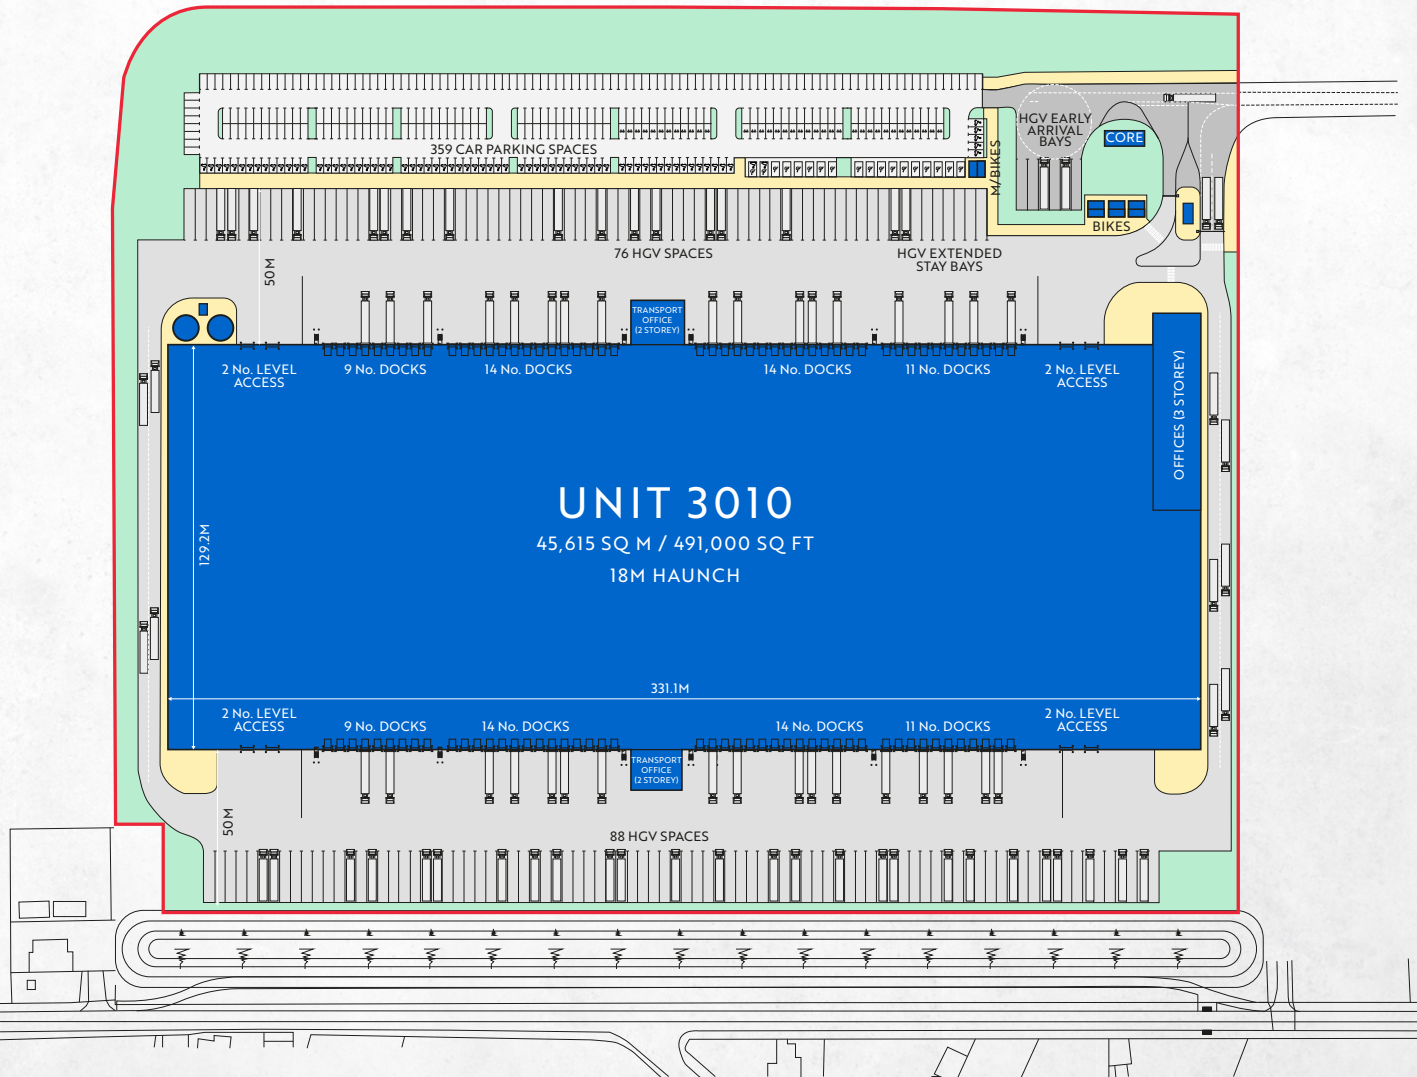 HGV EARLY
ARRIVAL
BAYS
CORE
359 CAR PARKING SPACES
M/BIKES
BIKES
76 HGV SPACES
HGV EXTENDED
STAY BAYS
50M
TRANSPORT
OFFICE
(2 STOREY)
2 No. LEVEL
ACCESS
9 No. DOCKS
14 No. DOCKS
14 No. DOCKS
11 No. DOCKS
2 No. LEVEL
ACCESS
OFFICES (3 STOREY)
UNIT 3010
45,615 SQ M / 491,000 SQ FT
18M HAUNCH
129.2M
331.1M
2 No. LEVEL
ACCESS
9 No. DOCKS
14 No. DOCKS
14 No. DOCKS
11 No. DOCKS
2 No. LEVEL
ACCESS
TRANSPORT
OFFICE
(2 STOREY)
50M
88 HGV SPACES